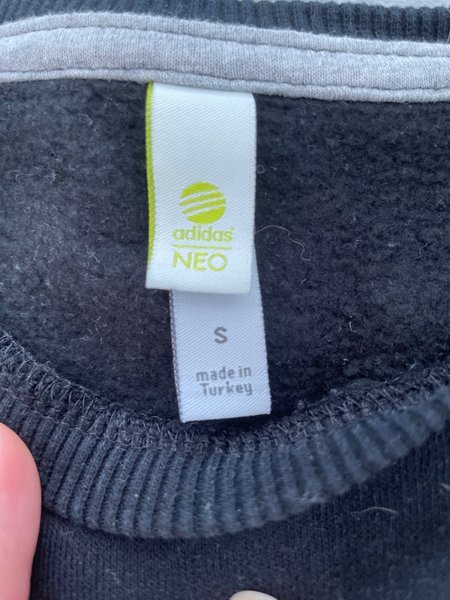 adidas
NEO
S
made in
Turkey